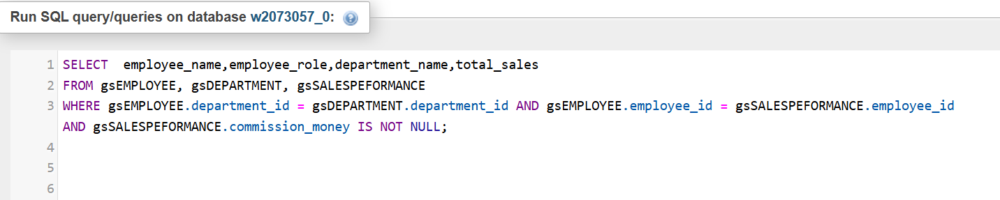 Run SQL query/queries on database w2073057_0:
1 SELECT  employee_name,employee_role,department_name,total_sales
2 FROM gsEMPLOYEE, gsDEPARTMENT, gsSALESPEFORMANCE
3 WHERE gsEMPLOYEE.department_id = gsDEPARTMENT.department_id AND gsEMPLOYEE.employee_id = gsSALESPEFORMANCE.employee_id
AND gsSALESPEFORMANCE.commission_money IS NOT NULL;
4
5
6